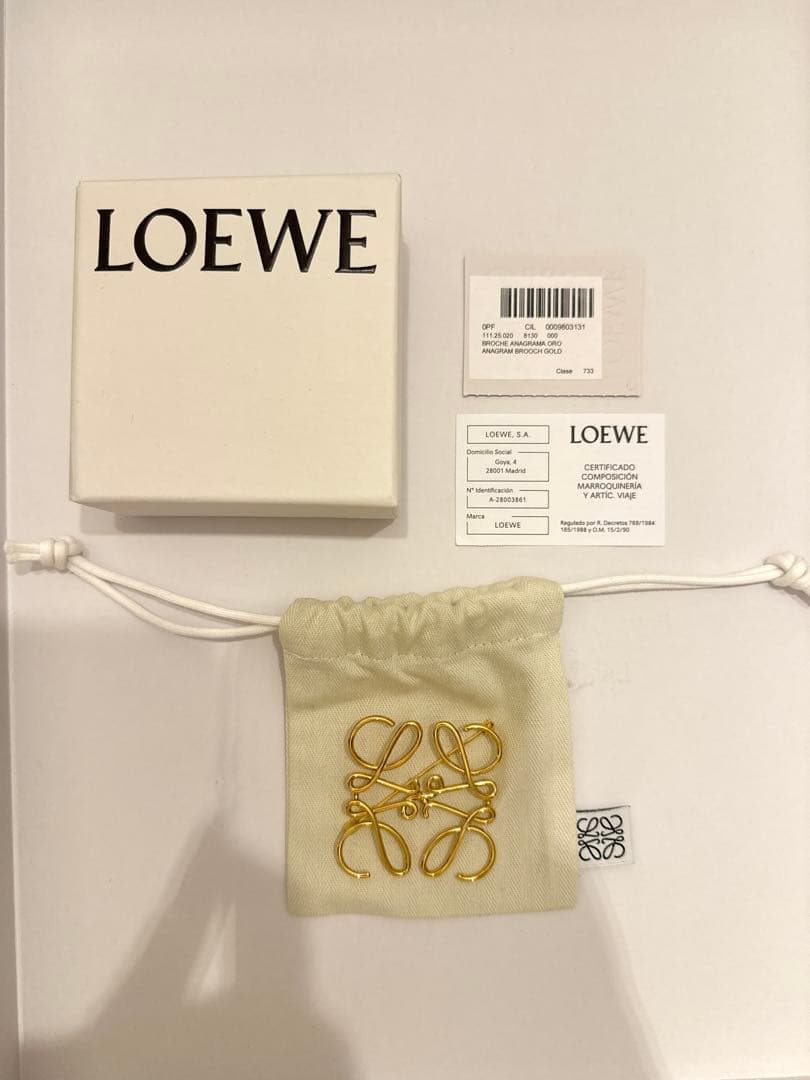 LOEWE
0PF CIL 0009803131
111.25.020 8130 000
BROCHE ANAGRAMA ORO
ANAGRAM BROOCH GOLD
Clase 733
LOEWE, S.A.
Domicilio Social
Goya, 4
28001 Madrid
Nº Identificación
A-28003861
Marca
LOEWE
LOEWE
CERTIFICADO
COMPOSICIÓN
MARROQUINERÍA
Y ARTÍC. VIAJE
Regulado por R. Decretos 769/1984
165/1988 y O.M. 15/2/90